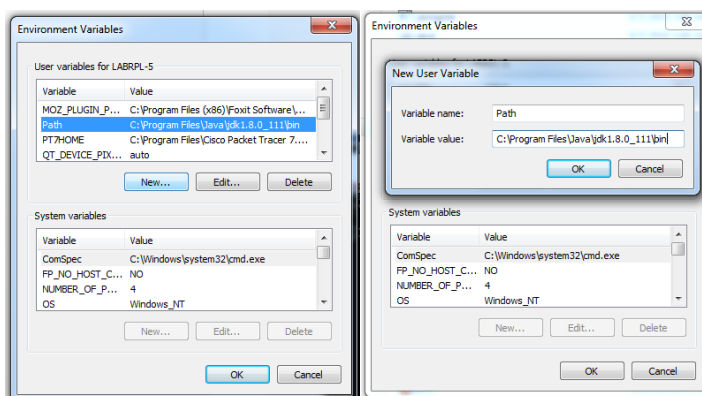 Environment Variables
User variables for LABRPL-5
Variable Value
MOZ_PLUGIN_P... C:\Program Files (x86)\Foxit Software\...
Path C:\Program Files\Java\jdk1.8.0_111\bin
PT7HOME C:\Program Files\Cisco Packet Tracer 7....
QT_DEVICE_PIX... auto
New... Edit... Delete
System variables
Variable Value
ComSpec C:\Windows\system32\cmd.exe
FP_NO_HOST_C... NO
NUMBER_OF_P... 4
OS Windows_NT
New... Edit... Delete
OK Cancel
Environment Variables
New User Variable
Variable name: Path
Variable value: C:\Program Files\Java\jdk1.8.0_111\bin
OK Cancel
System variables
Variable Value
ComSpec C:\Windows\system32\cmd.exe
FP_NO_HOST_C... NO
NUMBER_OF_P... 4
OS Windows_NT
New... Edit... Delete
OK Cancel